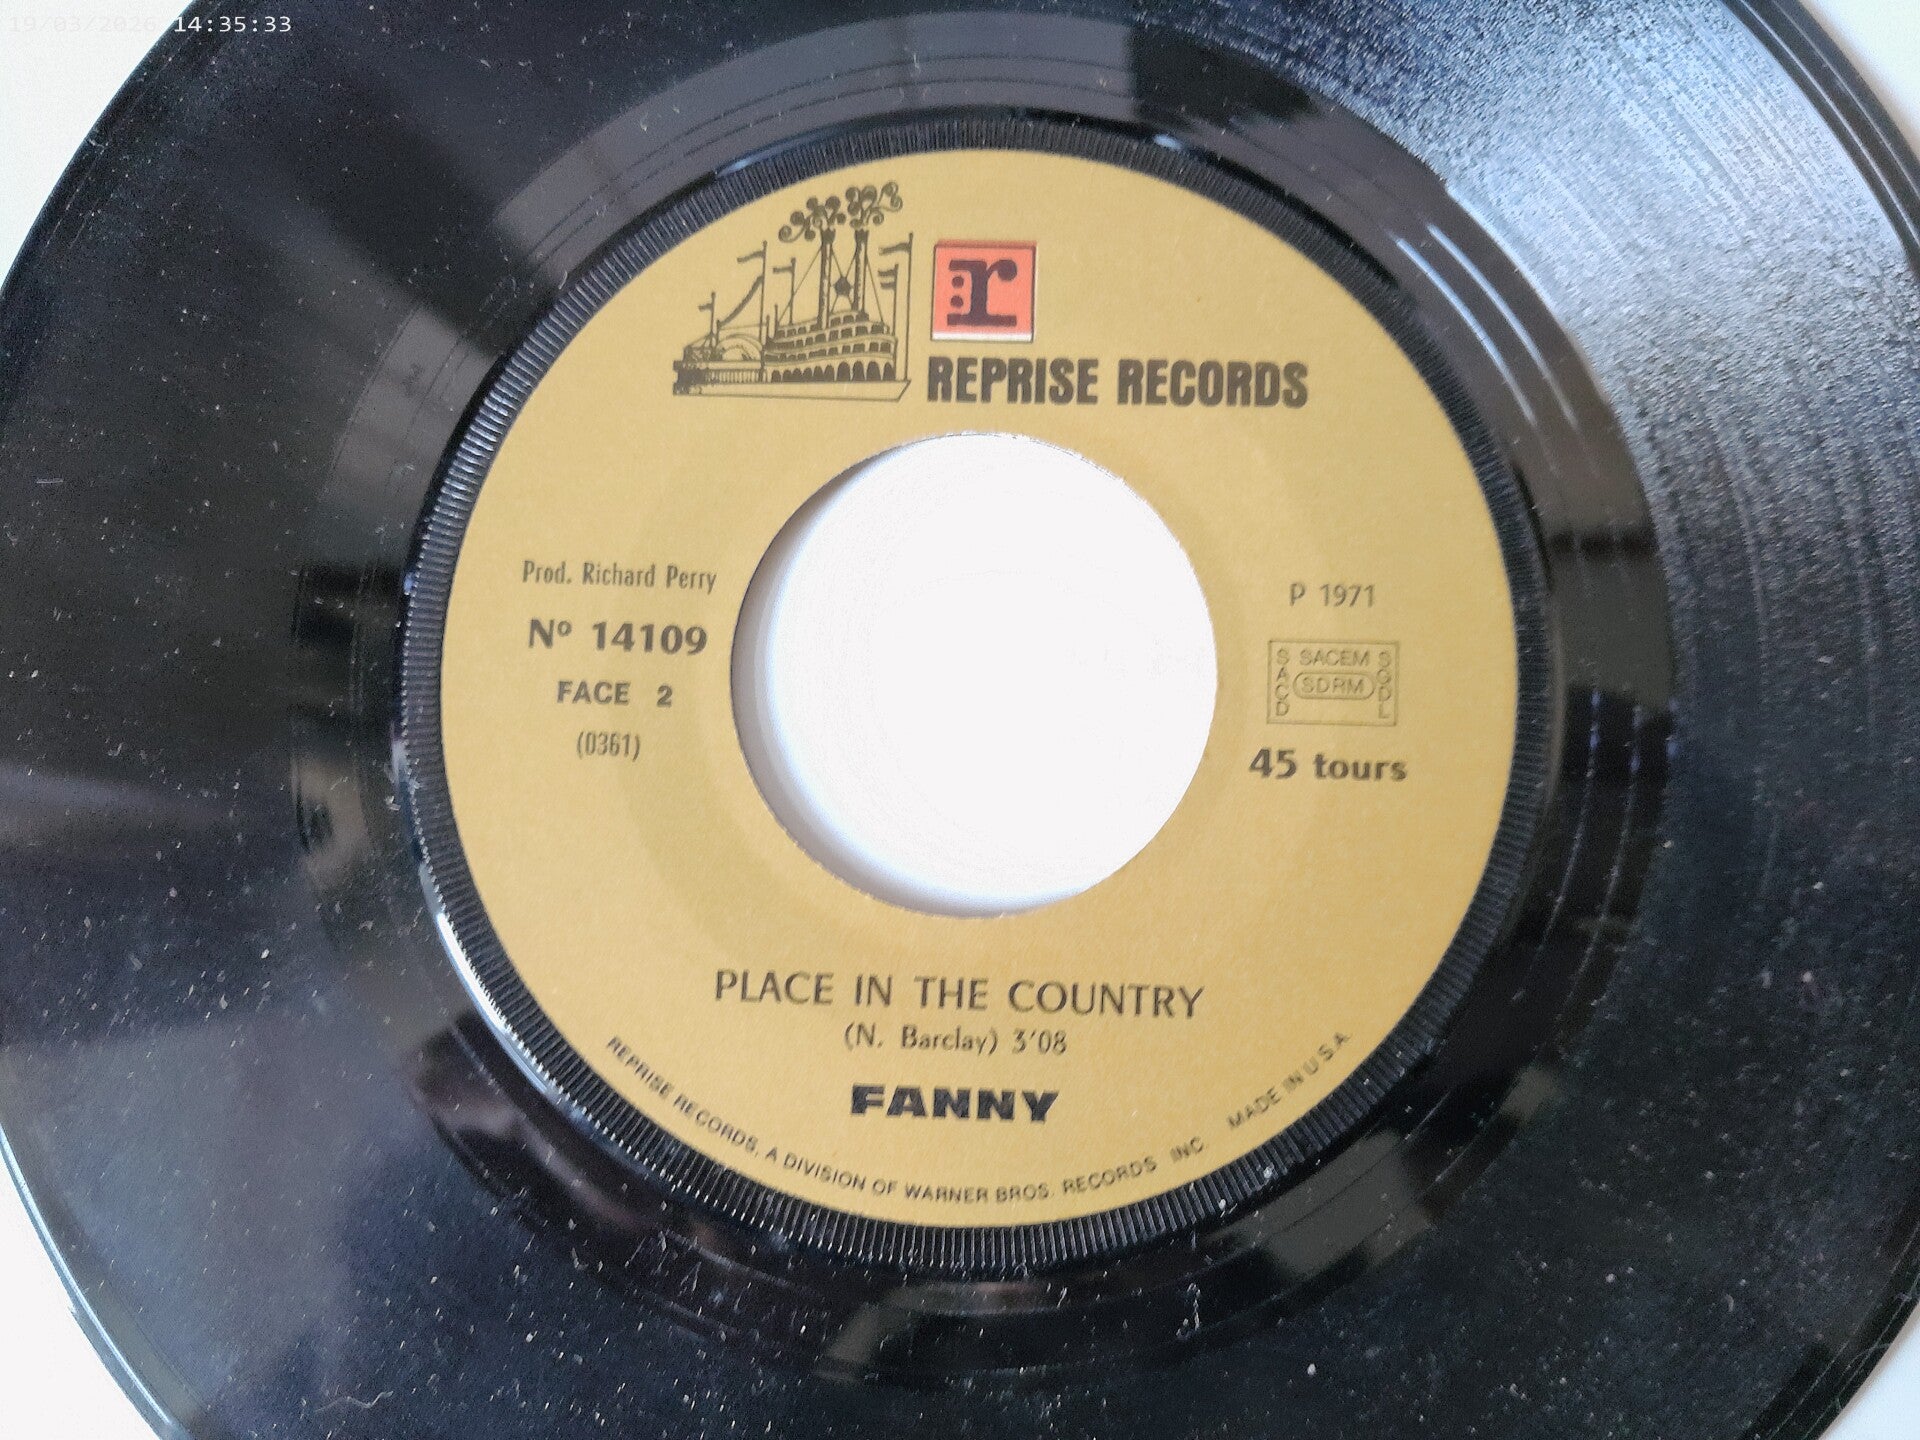 19/03/2026 14:35:33
r
REPRISE RECORDS
Prod. Richard Perry
Nº 14109
FACE 2
(0361)
P 1971
SACEM
SACD
SDRM
SGDL
45 tours
PLACE IN THE COUNTRY
(N. Barclay) 3'08
FANNY
REPRISE RECORDS, A DIVISION OF WARNER BROS. RECORDS INC. MADE IN U.S.A.